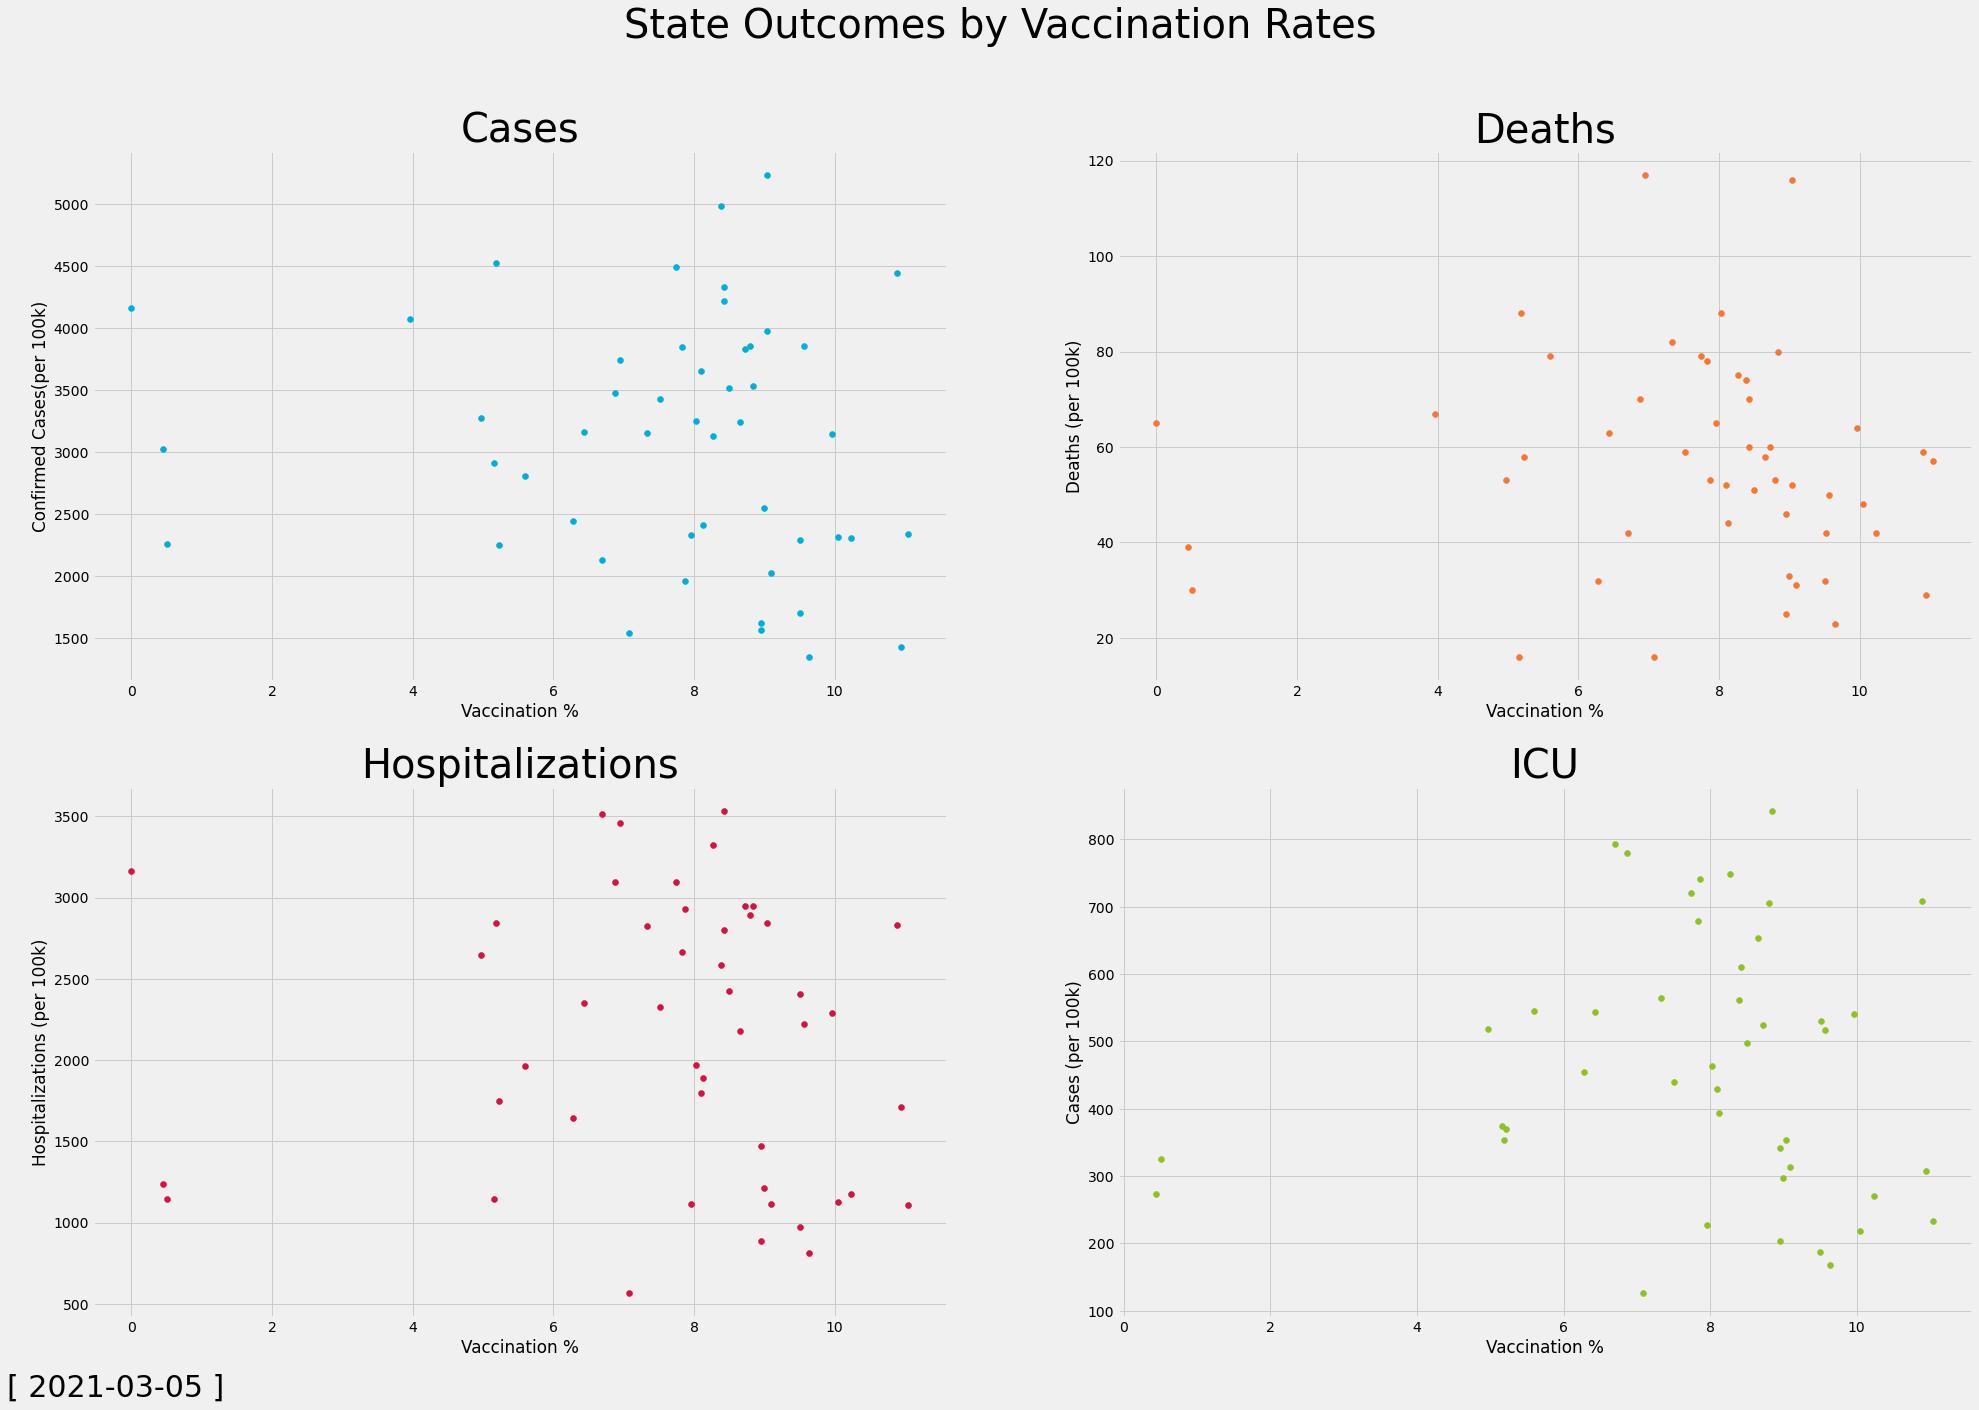 State Outcomes by Vaccination Rates
Cases
Confirmed Cases(per 100k)
5000
4500
4000
3500
3000
2500
2000
1500
0 2 4 6 8 10
Vaccination %
Deaths
Deaths (per 100k)
120
100
80
60
40
20
0 2 4 6 8 10
Vaccination %
Hospitalizations
Hospitalizations (per 100k)
3500
3000
2500
2000
1500
1000
500
0 2 4 6 8 10
Vaccination %
ICU
Cases (per 100k)
800
700
600
500
400
300
200
100
0 2 4 6 8 10
Vaccination %
[ 2021-03-05 ]